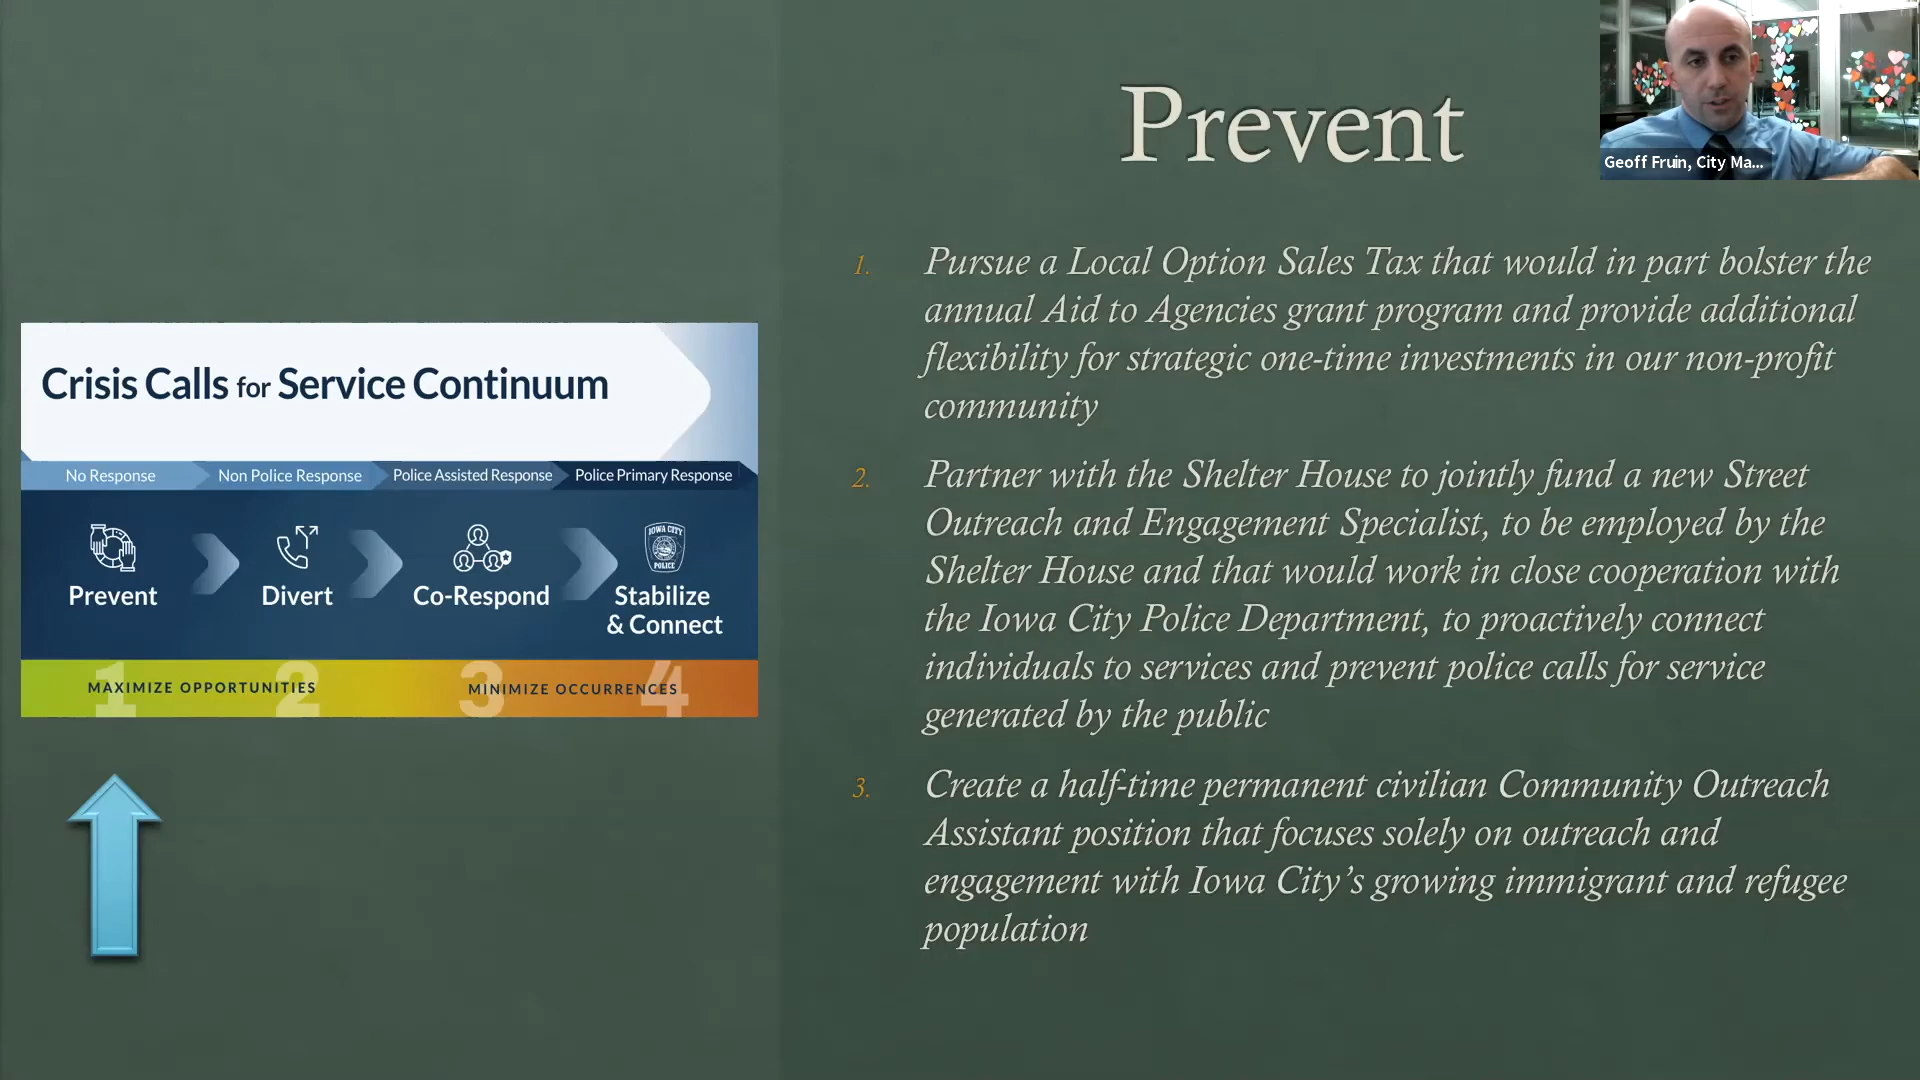 Prevent
Geoff Fruin, City Ma...
Crisis Calls for Service Continuum
No Response
Non Police Response
Police Assisted Response
Police Primary Response
IOWA CITY
POLICE
Prevent
Divert
Co-Respond
Stabilize
& Connect
1
2
3
4
MAXIMIZE OPPORTUNITIES
MINIMIZE OCCURRENCES
1. Pursue a Local Option Sales Tax that would in part bolster the
annual Aid to Agencies grant program and provide additional
flexibility for strategic one-time investments in our non-profit
community
2. Partner with the Shelter House to jointly fund a new Street
Outreach and Engagement Specialist, to be employed by the
Shelter House and that would work in close cooperation with
the Iowa City Police Department, to proactively connect
individuals to services and prevent police calls for service
generated by the public
3. Create a half-time permanent civilian Community Outreach
Assistant position that focuses solely on outreach and
engagement with Iowa City’s growing immigrant and refugee
population